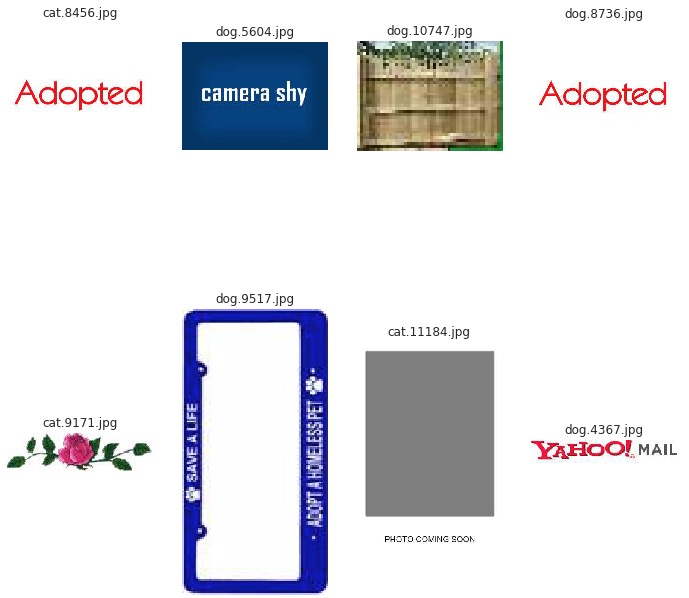 cat.8456.jpg
dog.5604.jpg
dog.10747.jpg
dog.8736.jpg
Adopted
camera shy
Adopted
dog.9517.jpg
cat.11184.jpg
cat.9171.jpg
dog.4367.jpg
SAVE A LIFE
ADOPT A HOMELESS PET
YAHOO! MAIL
PHOTO COMING SOON